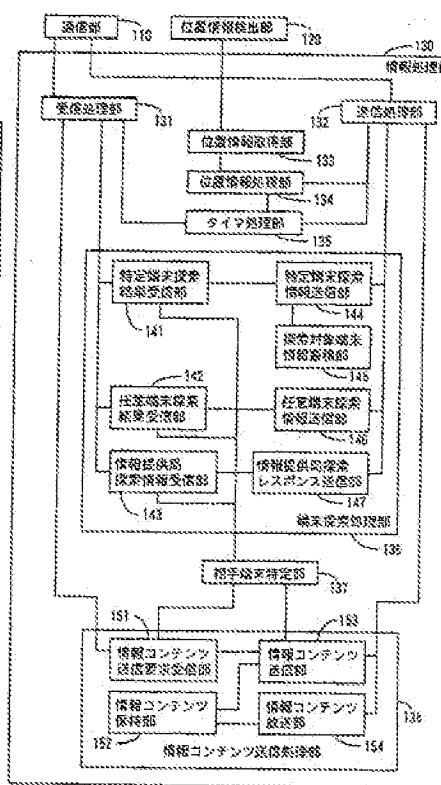 通信部
110
位置情報検出部
120
130
情報処理部
受信処理部
131
132
送信処理部
位置情報取得部
133
位置情報処理部
134
タイマ処理部
135
特定端末探索
結果受信部
141
特定端末探索
情報送信部
144
探索対象端末
情報蓄積部
145
142
任意端末探索
結果受信部
任意端末探索
情報送信部
146
情報提供局
探索情報受信部
143
情報提供局探索
レスポンス送信部
147
端末探索処理部
136
相手端末特定部
137
151
153
情報コンテンツ
送信要求受信部
情報コンテンツ
送信部
情報コンテンツ
保持部
152
情報コンテンツ
放送部
154
138
情報コンテンツ送信処理部